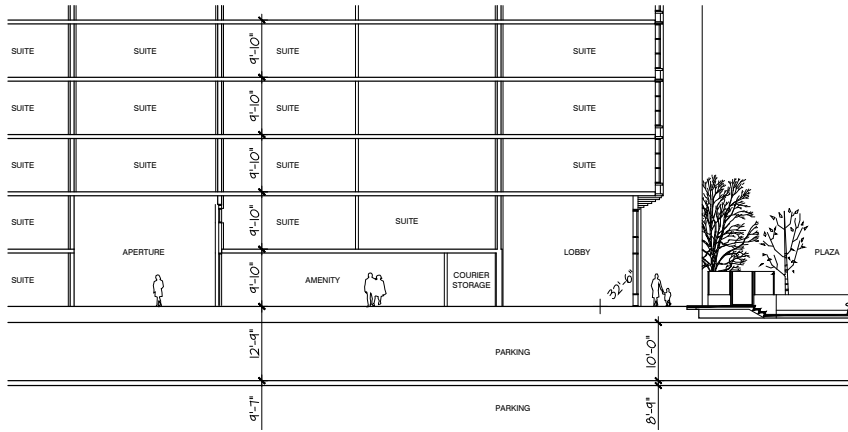 9'-10"
SUITE SUITE SUITE SUITE
9'-10"
SUITE SUITE SUITE SUITE
9'-10"
SUITE SUITE SUITE SUITE
9'-10"
SUITE SUITE SUITE
APERTURE LOBBY PLAZA
9'-10"
SUITE AMENITY COURIER
STORAGE
32'-6"
12'-9"
PARKING
10'-0"
9'-7"
PARKING
8'-9"